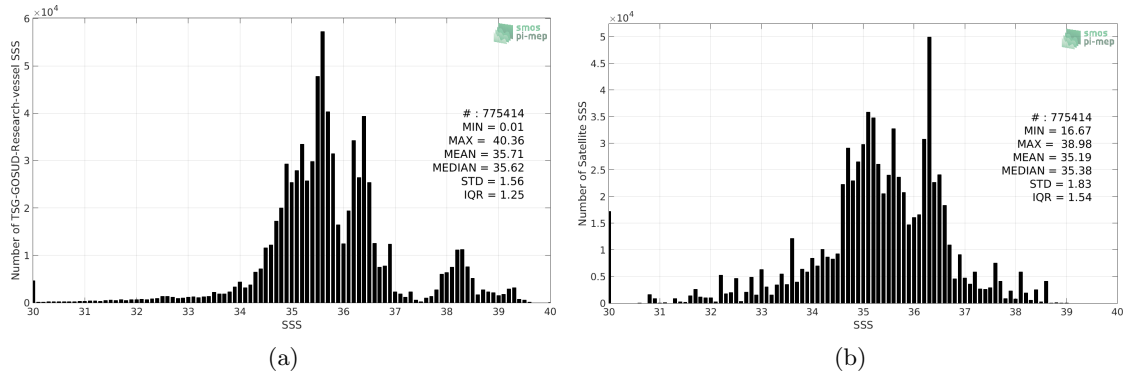 ×10⁴
6
5
4
3
2
1
0
Number of TSG-GOSUD-Research-vessel SSS
30 31 32 33 34 35 36 37 38 39 40
SSS
smos
pi-mep
# : 775414
MIN = 0.01
MAX = 40.36
MEAN = 35.71
MEDIAN = 35.62
STD = 1.56
IQR = 1.25
(a)
×10⁴
5
4.5
4
3.5
3
2.5
2
1.5
1
0.5
0
Number of Satellite SSS
30 31 32 33 34 35 36 37 38 39 40
SSS
smos
pi-mep
# : 775414
MIN = 16.67
MAX = 38.98
MEAN = 35.19
MEDIAN = 35.38
STD = 1.83
IQR = 1.54
(b)